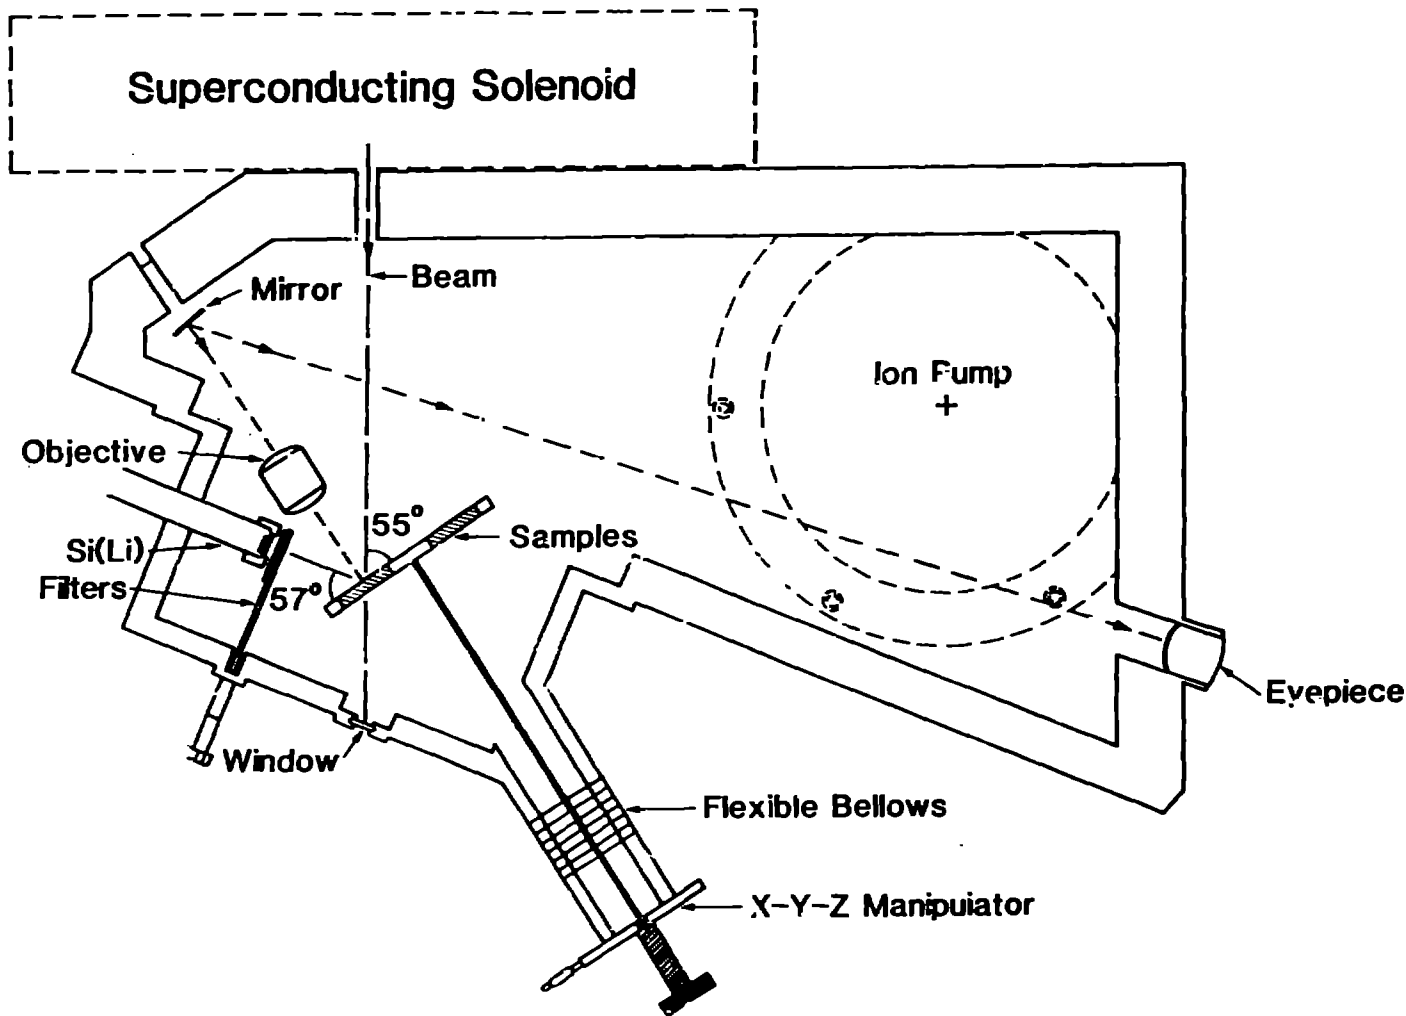 Superconducting Solenoid
Beam
Mirror
Ion Pump
+
Objective
55°
Samples
Si(Li)
Filters
57°
Eyepiece
Window
Flexible Bellows
X-Y-Z Manipulator